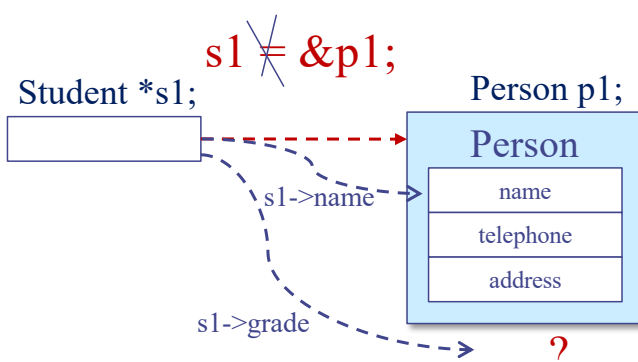 s1 = &p1;
Student *s1;
Person p1;
Person
name
s1->name
telephone
address
s1->grade
?